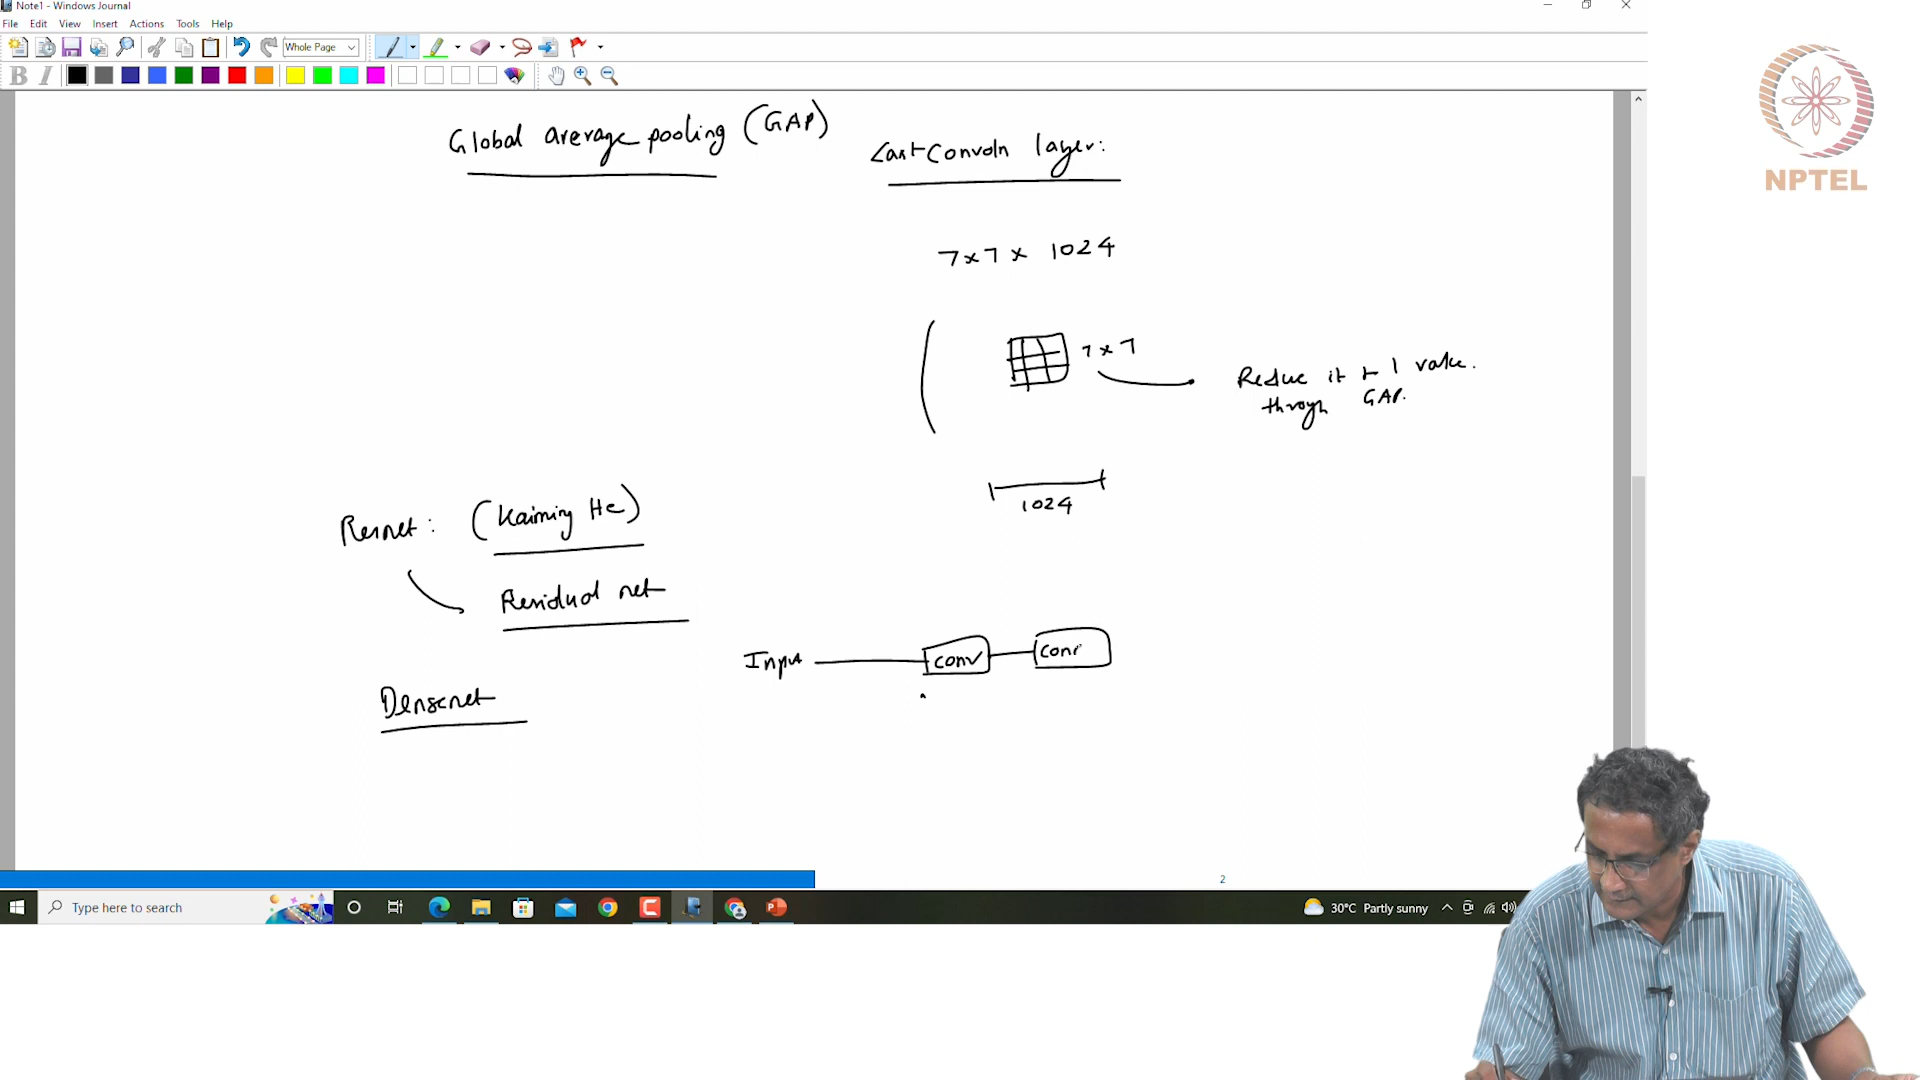 Note1 - Windows Journal
File Edit View Insert Actions Tools Help
Whole Page
B I
NPTEL
Global average pooling (GAP)
Last Convoln layer:
7x7 x 1024
7 x 7
Reduce it to 1 value.
through GAP.
1024
Resnet: (Kaiming He)
Residual net
Input conv conv
Densenet
2
Type here to search
30°C Partly sunny